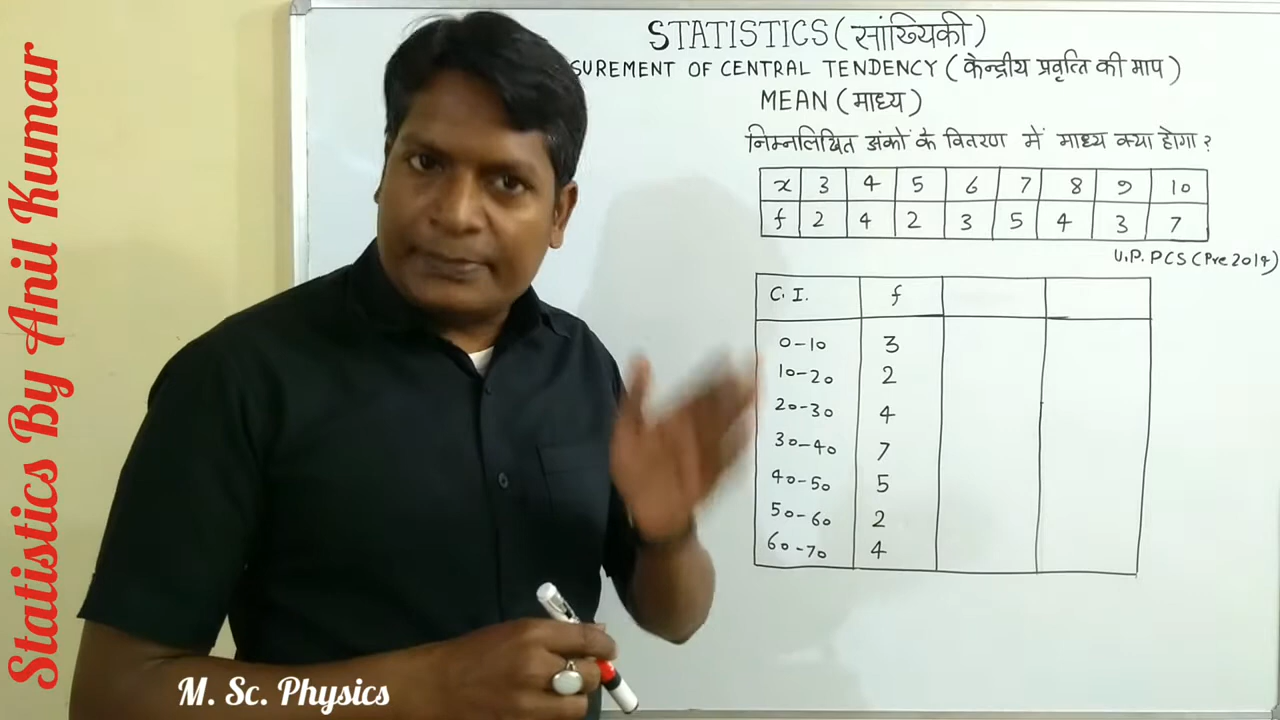 Statistics By Anil Kumar
STATISTICS (सांख्यिकी)
SUREMENT OF CENTRAL TENDENCY (केन्द्रीय प्रवृत्ति की माप)
MEAN (माध्य)
निम्नलिखित अंकों के वितरण में माध्य क्या होगा?
x 3 4 5 6 7 8 9 10
f 2 4 2 3 5 4 3 7
U.P. PCS (Pre 2014)
C. I. f
0-10 3
10-20 2
20-30 4
30-40 7
40-50 5
50-60 2
60-70 4
M. Sc. Physics